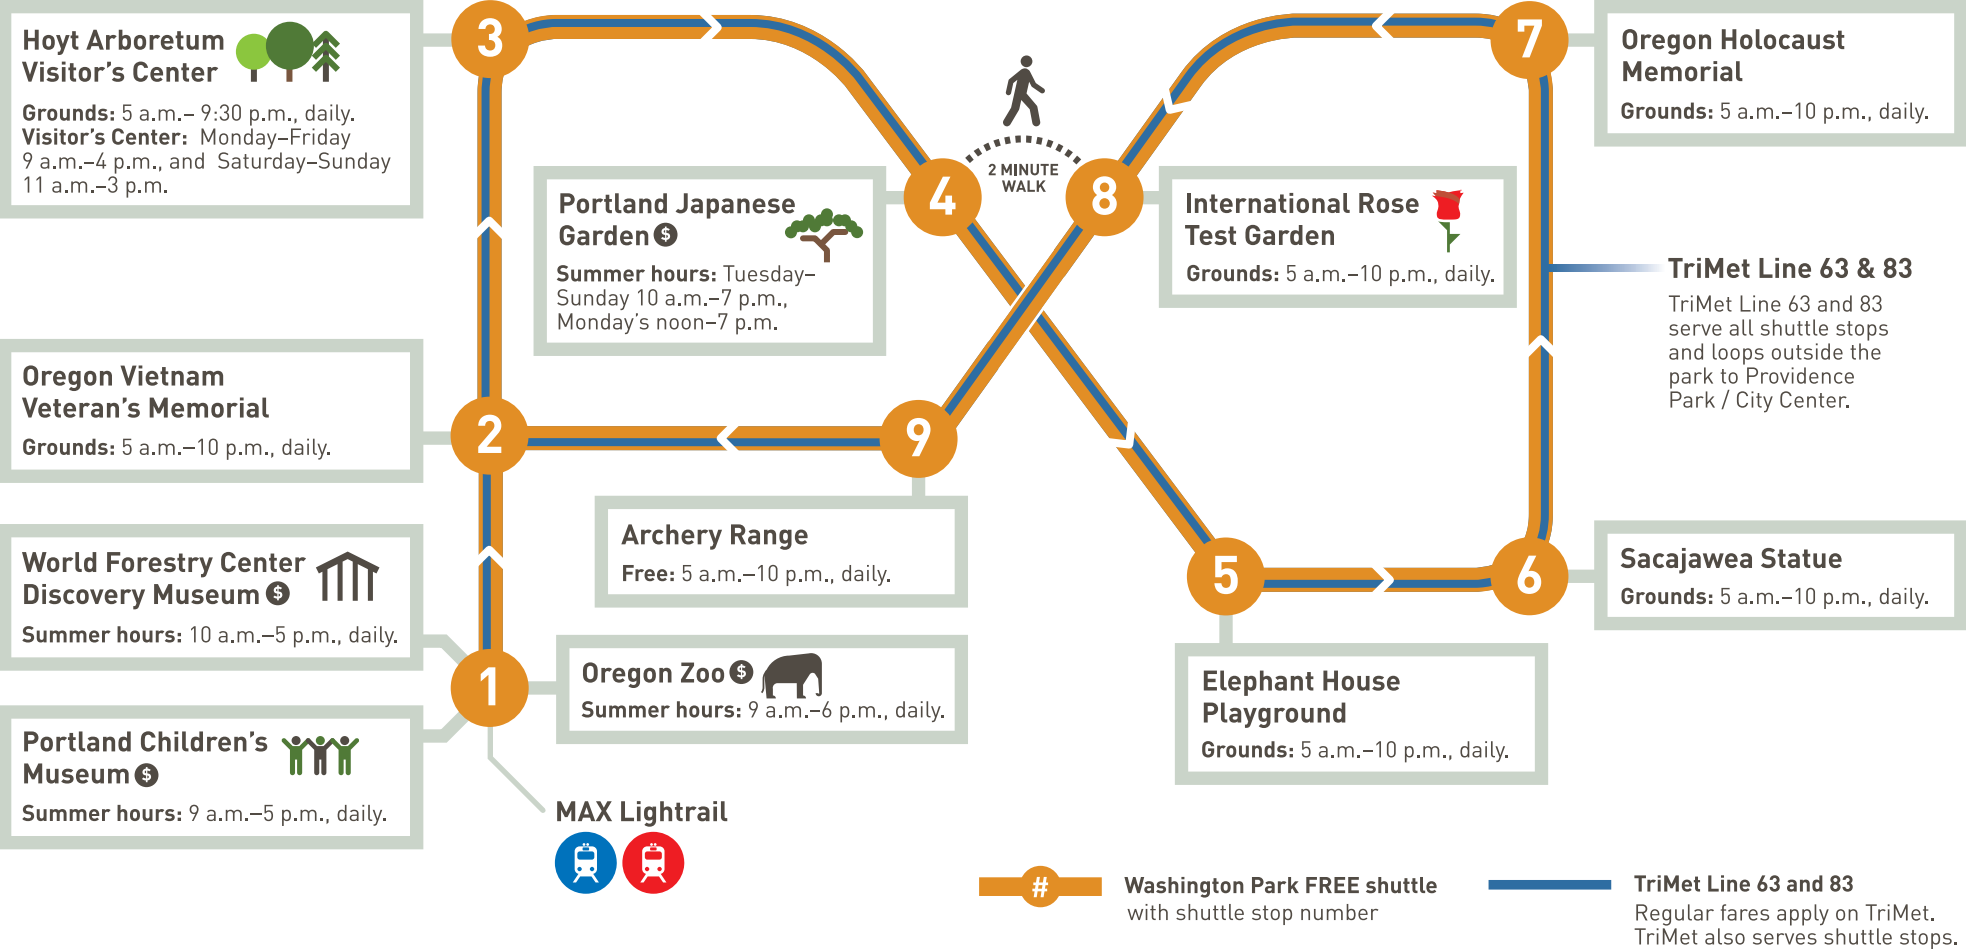 3
7
Hoyt Arboretum
Visitor's Center
Grounds: 5 a.m.– 9:30 p.m., daily.
Visitor's Center: Monday–Friday
9 a.m.–4 p.m., and Saturday–Sunday
11 a.m.–3 p.m.
Oregon Holocaust
Memorial
Grounds: 5 a.m.–10 p.m., daily.
2 MINUTE
WALK
4
8
Portland Japanese
Garden $
Summer hours: Tuesday–
Sunday 10 a.m.–7 p.m.,
Monday's noon–7 p.m.
International Rose
Test Garden
Grounds: 5 a.m.–10 p.m., daily.
TriMet Line 63 & 83
TriMet Line 63 and 83
serve all shuttle stops
and loops outside the
park to Providence
Park / City Center.
Oregon Vietnam
Veteran's Memorial
Grounds: 5 a.m.–10 p.m., daily.
2
9
Archery Range
Free: 5 a.m.–10 p.m., daily.
World Forestry Center
Discovery Museum $
Summer hours: 10 a.m.–5 p.m., daily.
5
6
Sacajawea Statue
Grounds: 5 a.m.–10 p.m., daily.
1
Oregon Zoo $
Summer hours: 9 a.m.–6 p.m., daily.
Elephant House
Playground
Grounds: 5 a.m.–10 p.m., daily.
Portland Children's
Museum $
Summer hours: 9 a.m.–5 p.m., daily.
MAX Lightrail
#
Washington Park FREE shuttle
with shuttle stop number
TriMet Line 63 and 83
Regular fares apply on TriMet.
TriMet also serves shuttle stops.